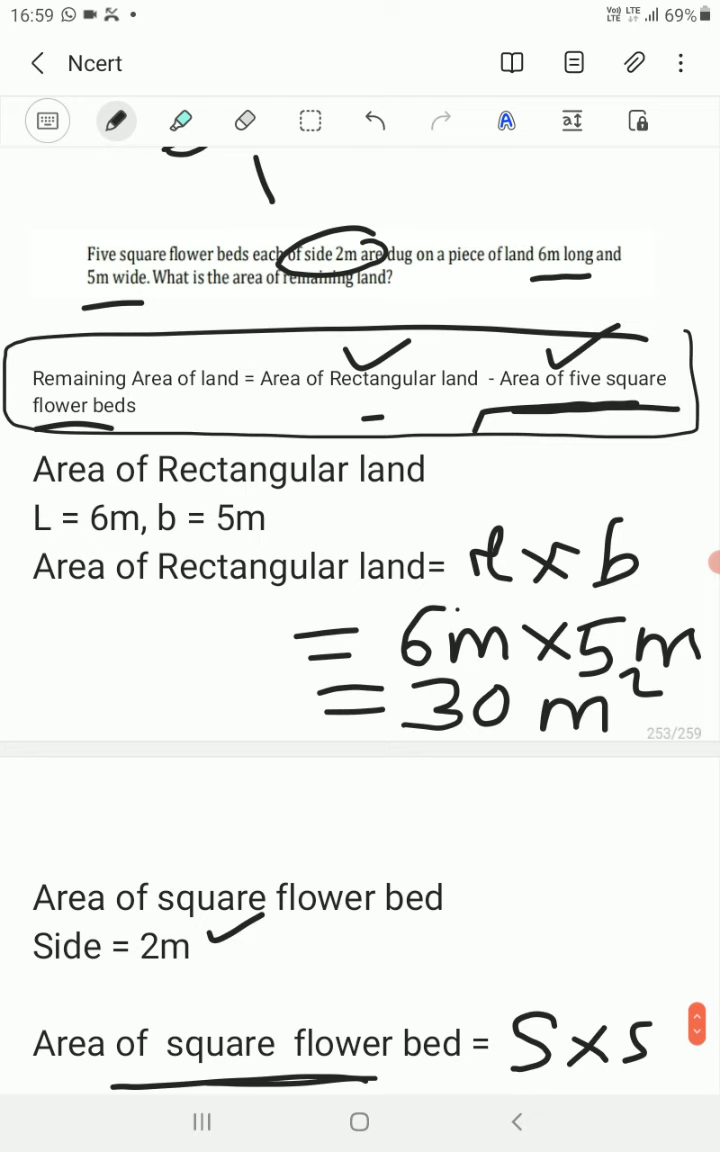 16:59 Vo) LTE LTE 69%
Ncert
Five square flower beds each of side 2m are dug on a piece of land 6m long and
5m wide. What is the area of remaining land?
Remaining Area of land = Area of Rectangular land - Area of five square
flower beds
Area of Rectangular land
L = 6m, b = 5m
Area of Rectangular land= l × b
= 6m × 5m
= 30 m²
253/259
Area of square flower bed
Side = 2m
Area of square flower bed = S × S